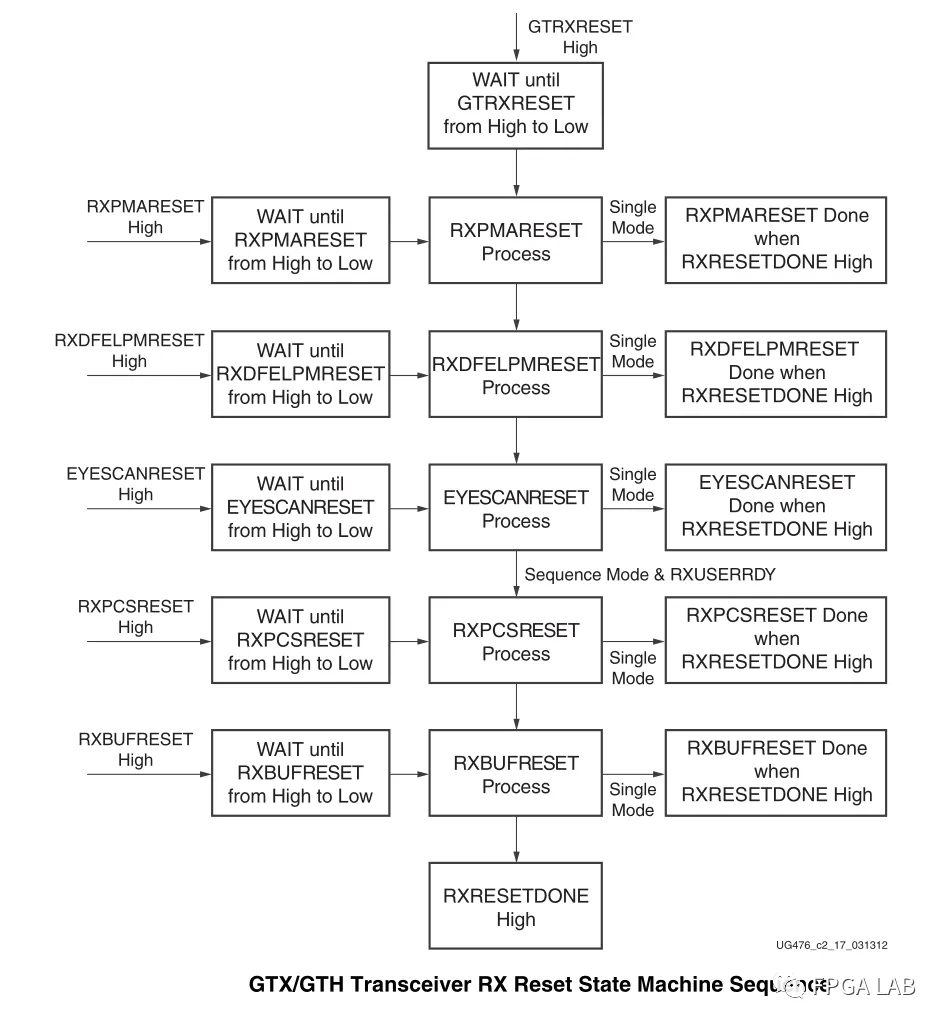 GTRXRESET
High
WAIT until
GTRXRESET
from High to Low
RXPMARESET
High
WAIT until
RXPMARESET
from High to Low
RXPMARESET
Process
Single
Mode
RXPMARESET Done
when
RXRESETDONE High
RXDFELPMRESET
High
WAIT until
RXDFELPMRESET
from High to Low
RXDFELPMRESET
Process
Single
Mode
RXDFELPMRESET
Done when
RXRESETDONE High
EYESCANRESET
High
WAIT until
EYESCANRESET
from High to Low
EYESCANRESET
Process
Single
Mode
EYESCANRESET
Done when
RXRESETDONE High
Sequence Mode & RXUSERRDY
RXPCSRESET
High
WAIT until
RXPCSRESET
from High to Low
RXPCSRESET
Process
Single
Mode
RXPCSRESET Done
when
RXRESETDONE High
RXBUFRESET
High
WAIT until
RXBUFRESET
from High to Low
RXBUFRESET
Process
Single
Mode
RXBUFRESET Done
when
RXRESETDONE High
RXRESETDONE
High
UG476_c2_17_031312
GTX/GTH Transceiver RX Reset State Machine Sequence
FPGA LAB